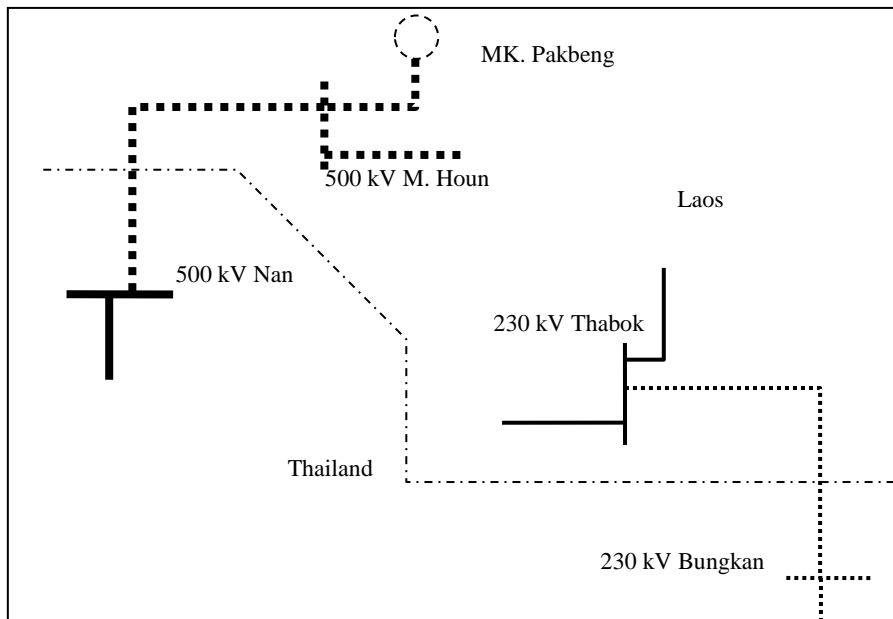 MK. Pakbeng
500 kV M. Houn
Laos
500 kV Nan
230 kV Thabok
Thailand
230 kV Bungkan